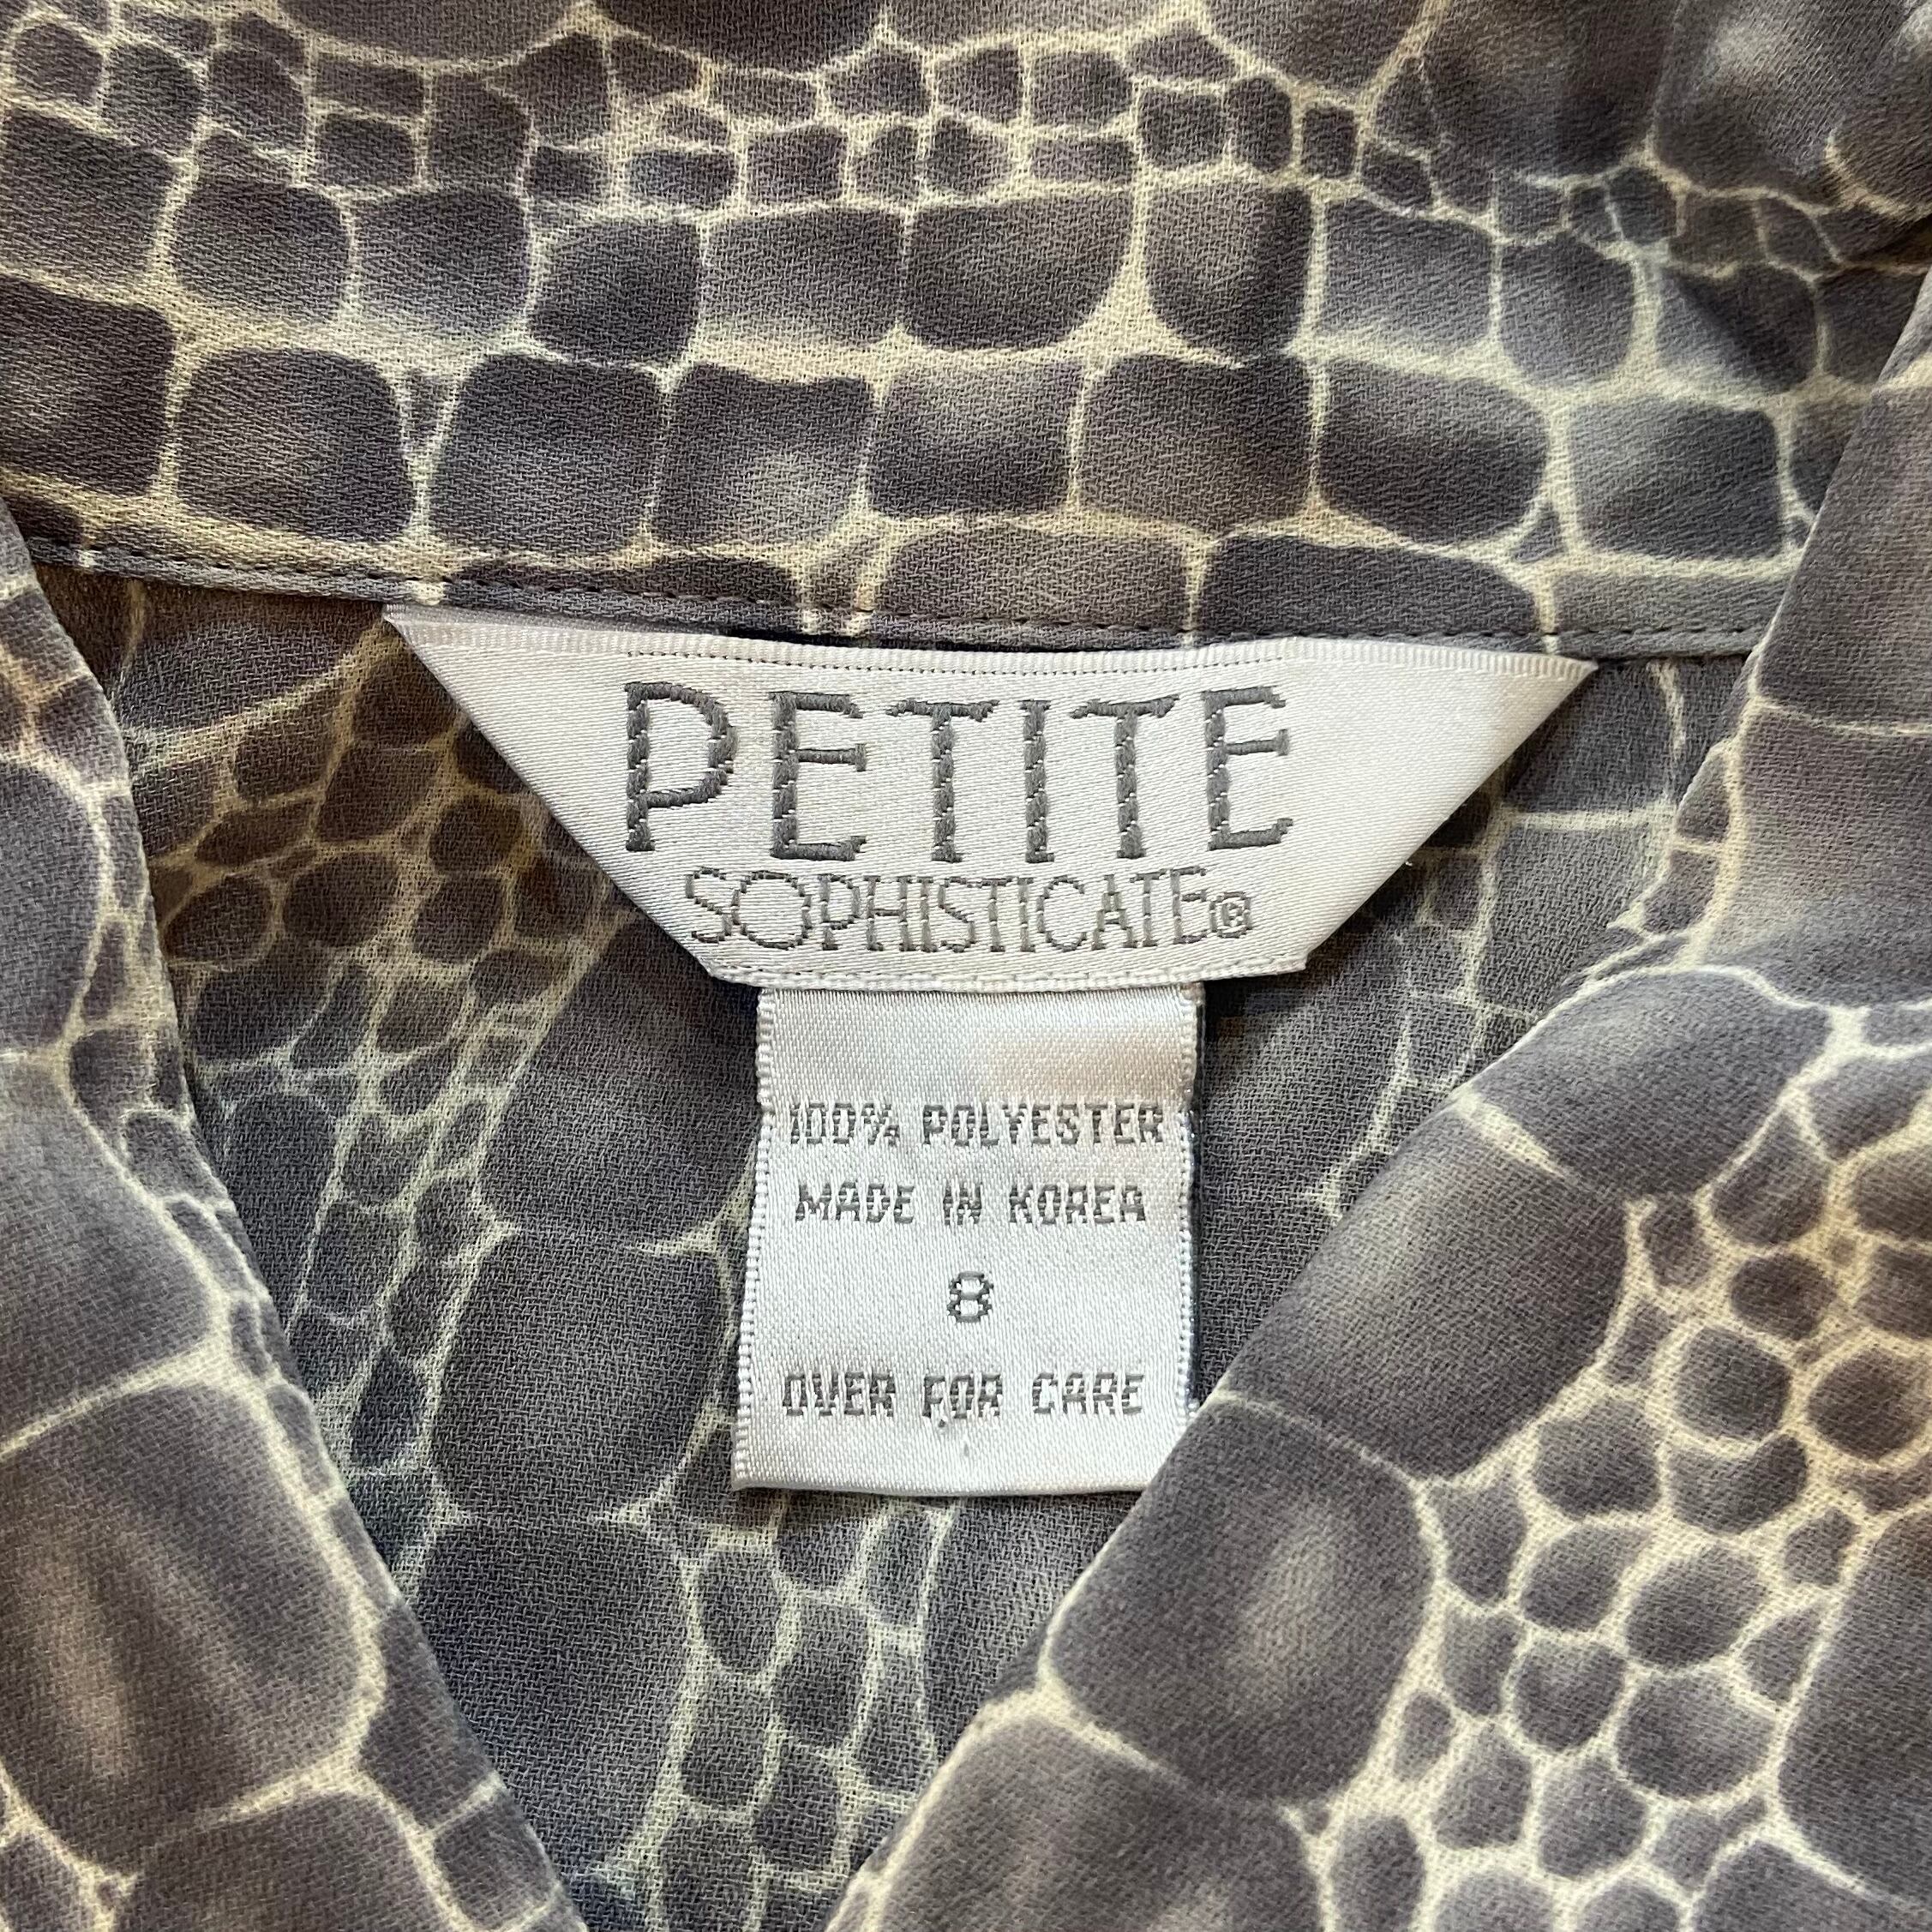 PETITE
SOPHISTICATE®
100% POLYESTER
MADE IN KOREA
8
OVER FOR CARE